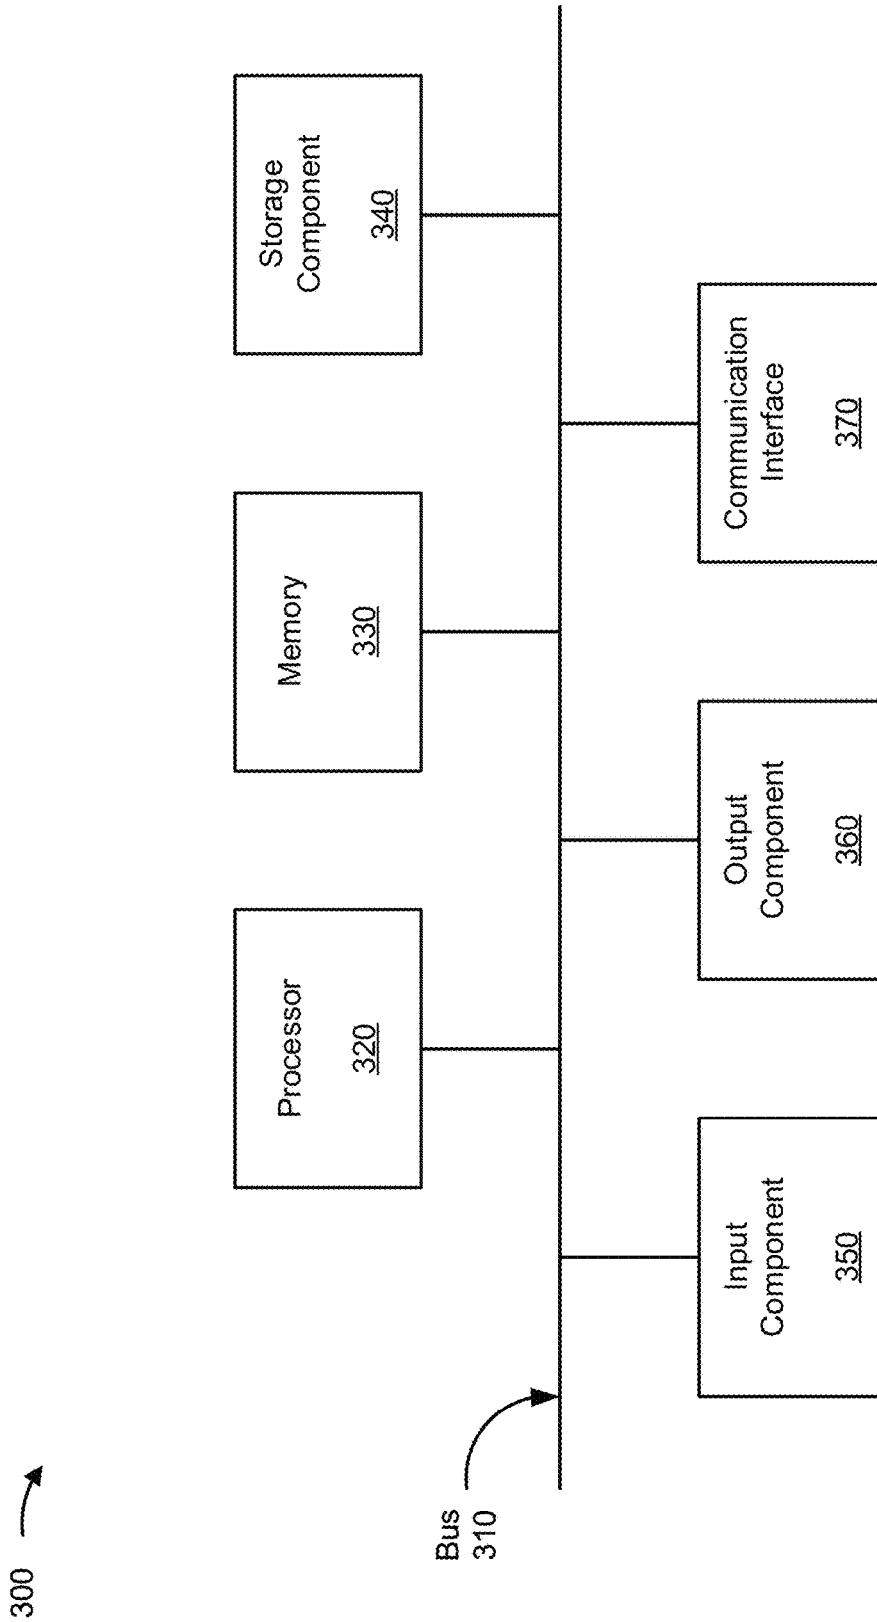 300
Bus
310
Processor
320
Memory
330
Storage
Component
340
Input
Component
350
Output
Component
360
Communication
Interface
370